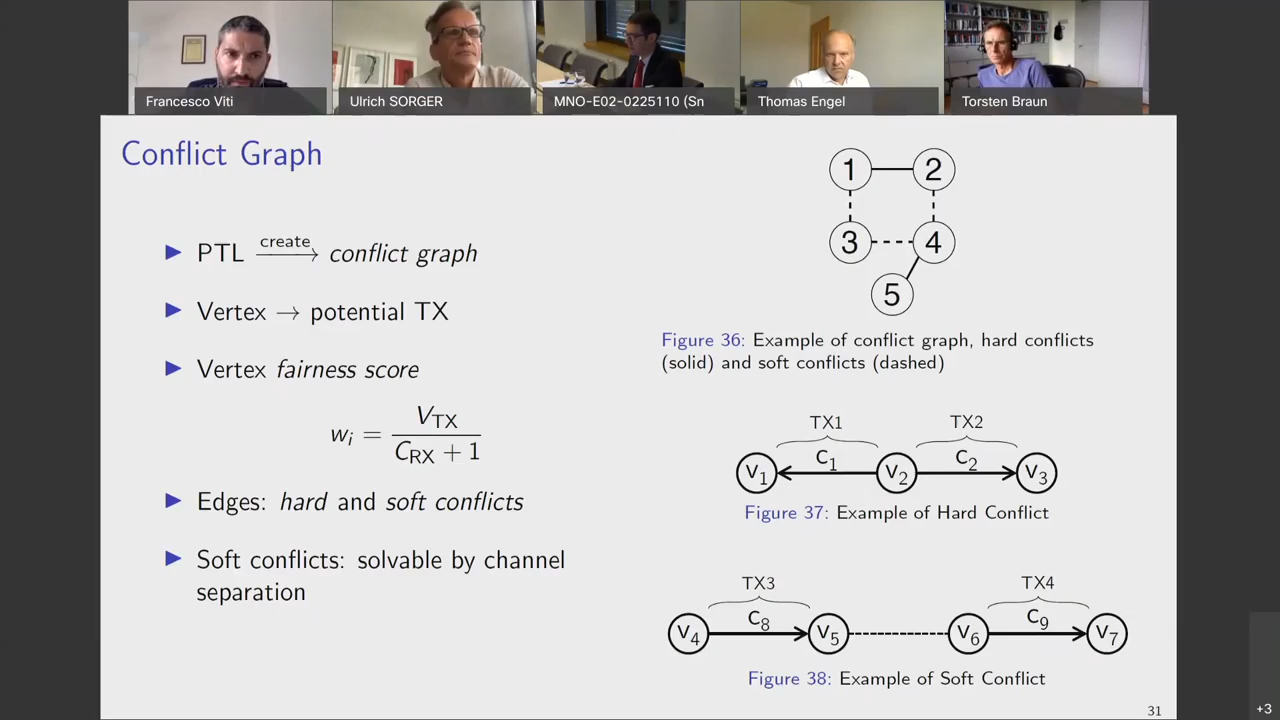 Francesco Viti
Ulrich SORGER
MNO-E02-0225110 (Sn
Thomas Engel
Torsten Braun
Conflict Graph
▶ PTL create⟶ conflict graph
▶ Vertex → potential TX
▶ Vertex fairness score
wᵢ = V_TX / (C_RX + 1)
▶ Edges: hard and soft conflicts
▶ Soft conflicts: solvable by channel
separation
1 2
3 4
5
Figure 36: Example of conflict graph, hard conflicts
(solid) and soft conflicts (dashed)
TX1 TX2
v₁ c₁ v₂ c₂ v₃
Figure 37: Example of Hard Conflict
TX3 TX4
v₄ c₈ v₅ v₆ c₉ v₇
Figure 38: Example of Soft Conflict
31
+3